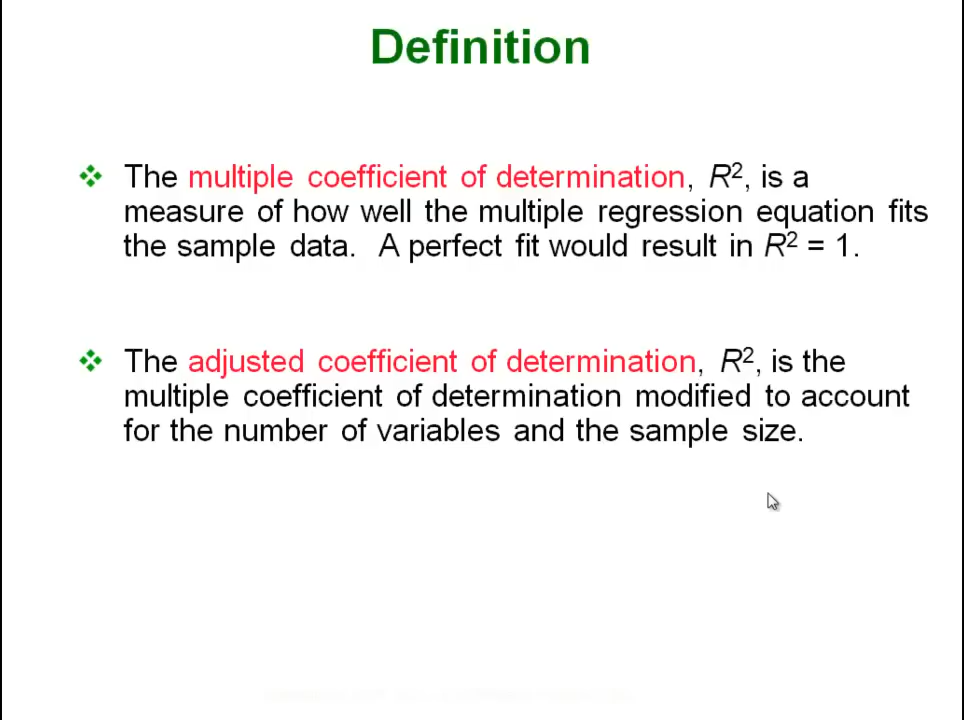 Definition
The multiple coefficient of determination, R², is a
measure of how well the multiple regression equation fits
the sample data. A perfect fit would result in R² = 1.
The adjusted coefficient of determination, R², is the
multiple coefficient of determination modified to account
for the number of variables and the sample size.